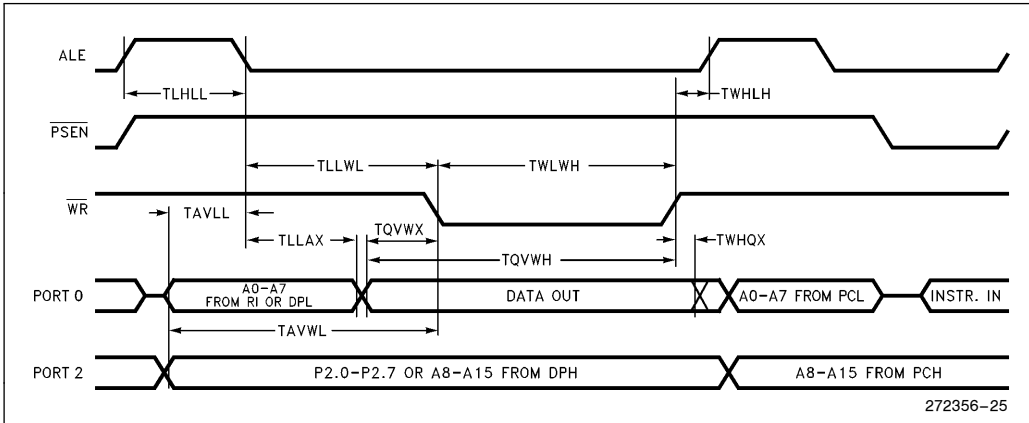 ALE
TLHLL
TWHLH
PSEN
TLLWL
TWLWH
WR
TAVLL
TQVWX
TLLAX
TWHQX
TQVWH
PORT 0
A0–A7
FROM RI OR DPL
DATA OUT
A0–A7 FROM PCL
INSTR. IN
TAVWL
PORT 2
P2.0–P2.7 OR A8–A15 FROM DPH
A8–A15 FROM PCH
272356–25